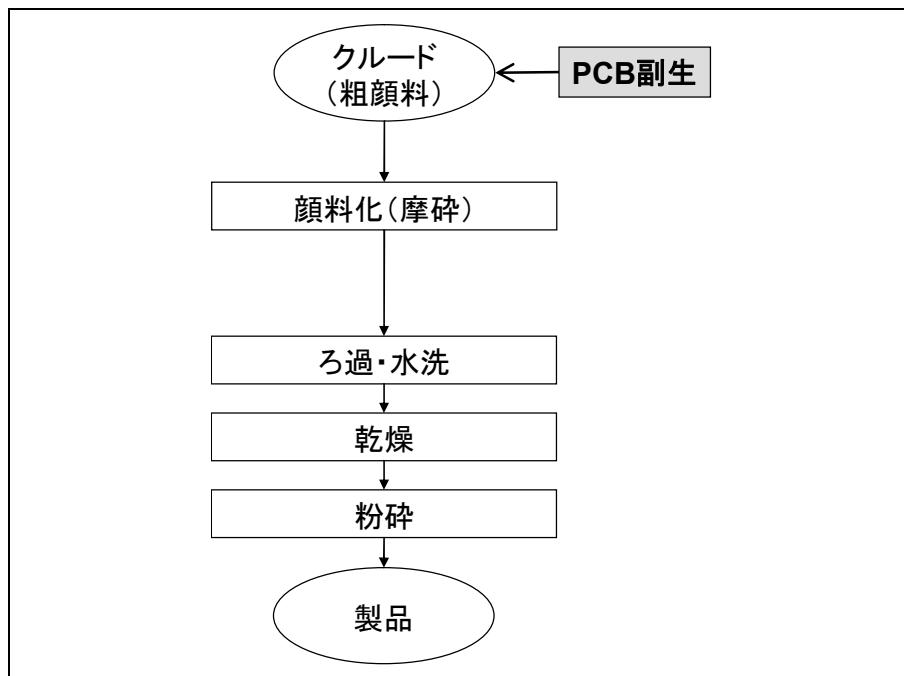 クルード
（粗顔料）
PCB副生
顔料化（摩砕）
ろ過・水洗
乾燥
粉砕
製品